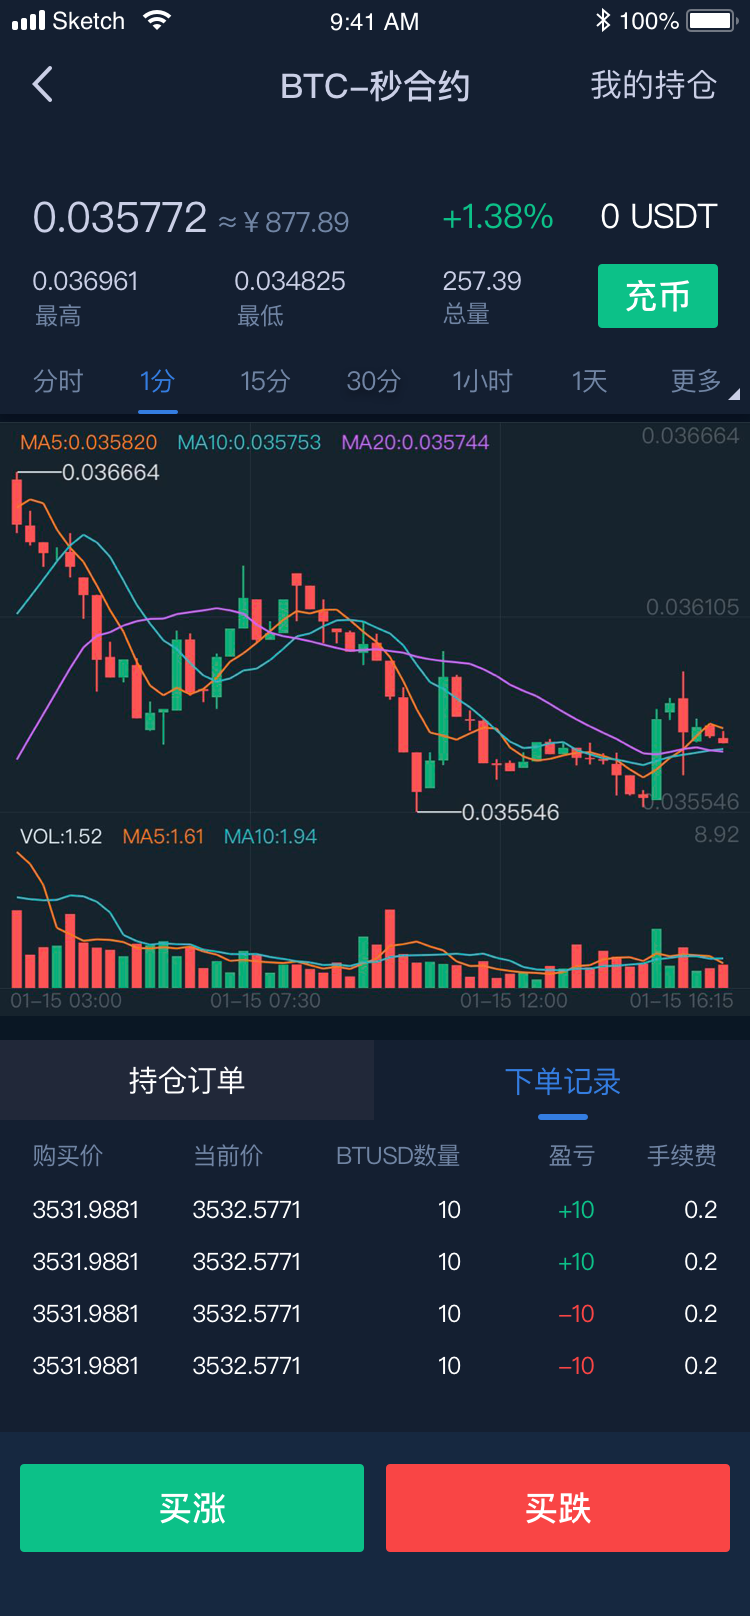 Sketch 9:41 AM 100%
BTC-秒合约 我的持仓
0.035772 ≈ ¥ 877.89 +1.38% 0 USDT
0.036961 0.034825 257.39 充币
最高 最低 总量
分时 1分 15分 30分 1小时 1天 更多
MA5:0.035820 MA10:0.035753 MA20:0.035744 0.036664
0.036664
0.036105
0.035546
0.035546
VOL:1.52 MA5:1.61 MA10:1.94 8.92
01-15 03:00 01-15 07:30 01-15 12:00 01-15 16:15
持仓订单 下单记录
购买价 当前价 BTUSD数量 盈亏 手续费
3531.9881 3532.5771 10 +10 0.2
3531.9881 3532.5771 10 +10 0.2
3531.9881 3532.5771 10 -10 0.2
3531.9881 3532.5771 10 -10 0.2
买涨 买跌